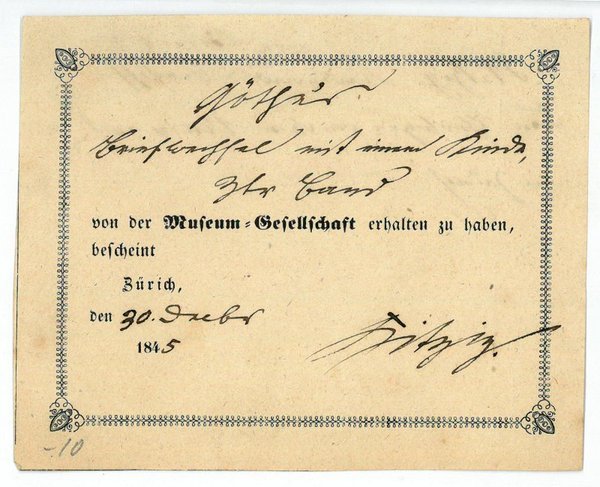 Göthe's
Briefwechsel mit einem Kinde,
Band
von der Museum-Gesellschaft erhalten zu haben,
bescheint
Zürich,
den 30. Decbr
1845
Hitzig.
-10